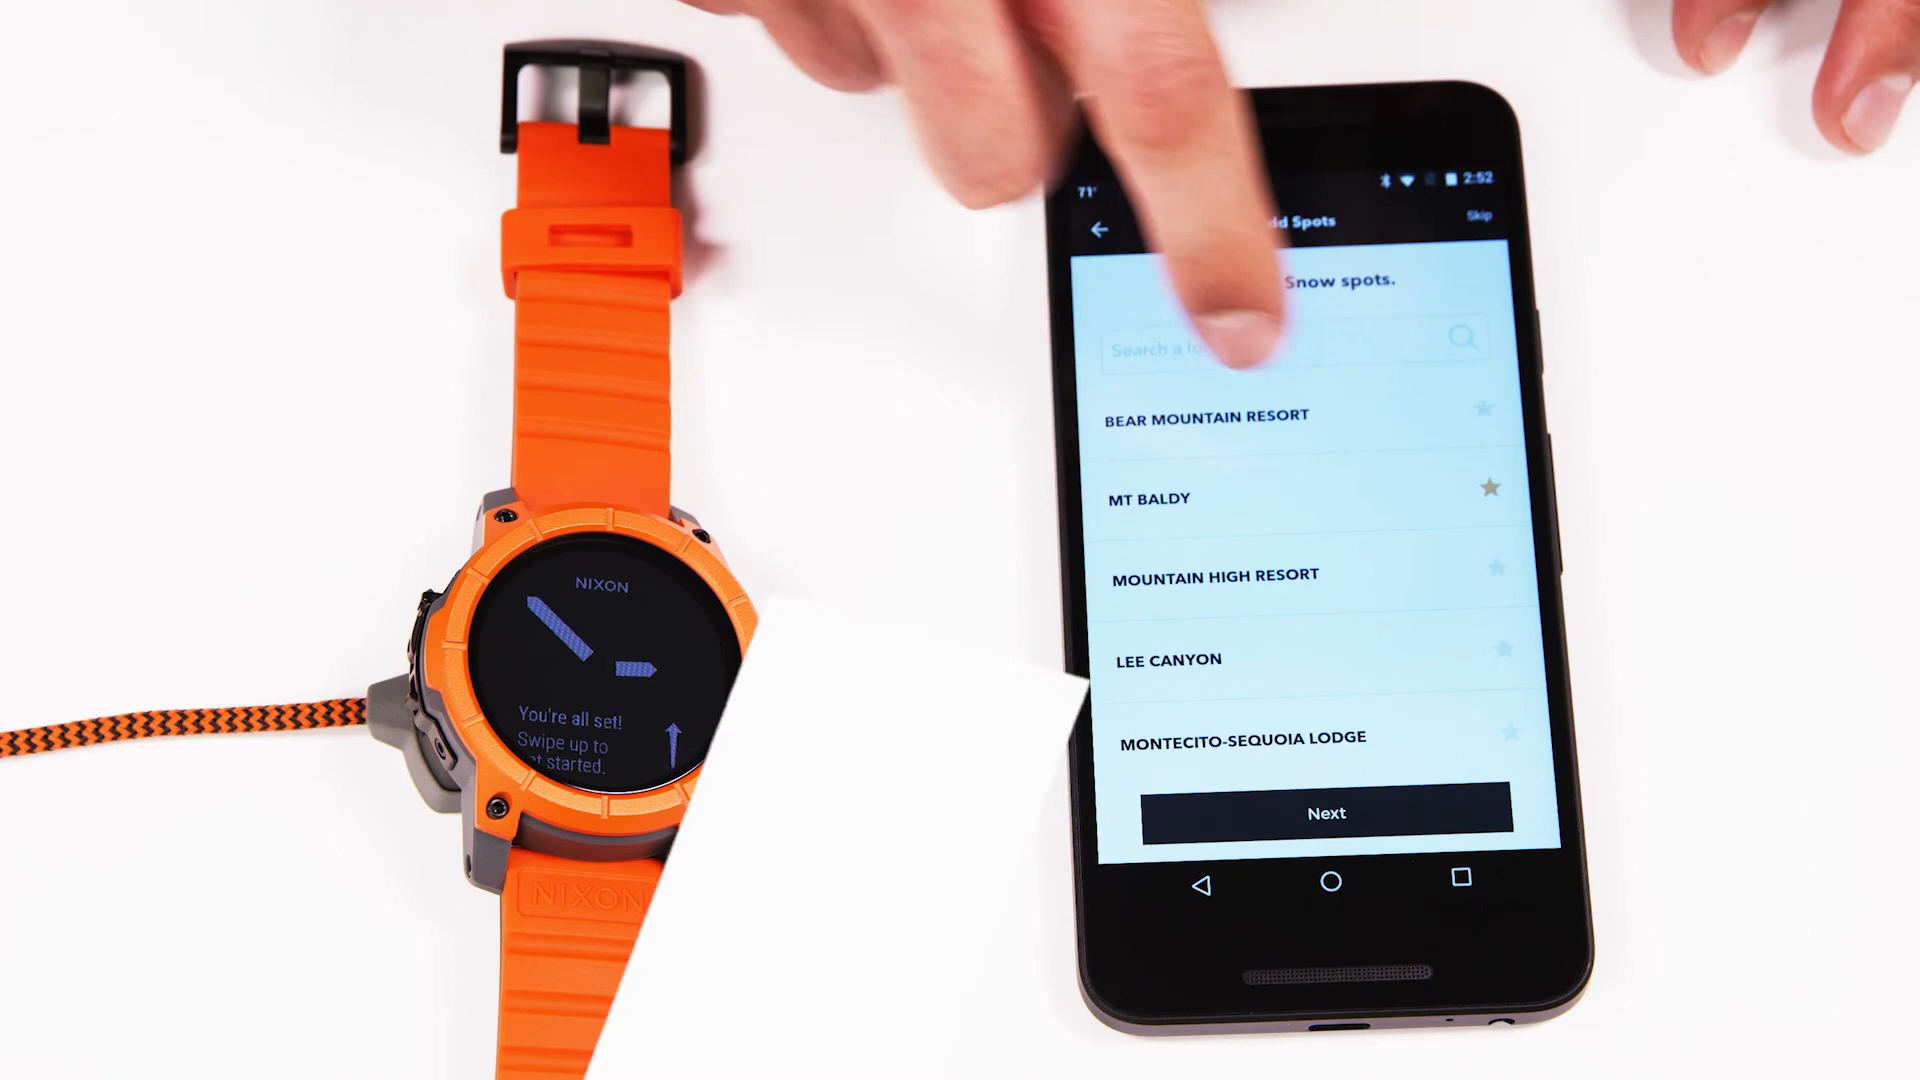 NIXON
You're all set!
Swipe up to
started.
NIXON
71°
2:52
Spots
Skip
Snow spots.
Search a
BEAR MOUNTAIN RESORT
MT BALDY
MOUNTAIN HIGH RESORT
LEE CANYON
MONTECITO-SEQUOIA LODGE
Next